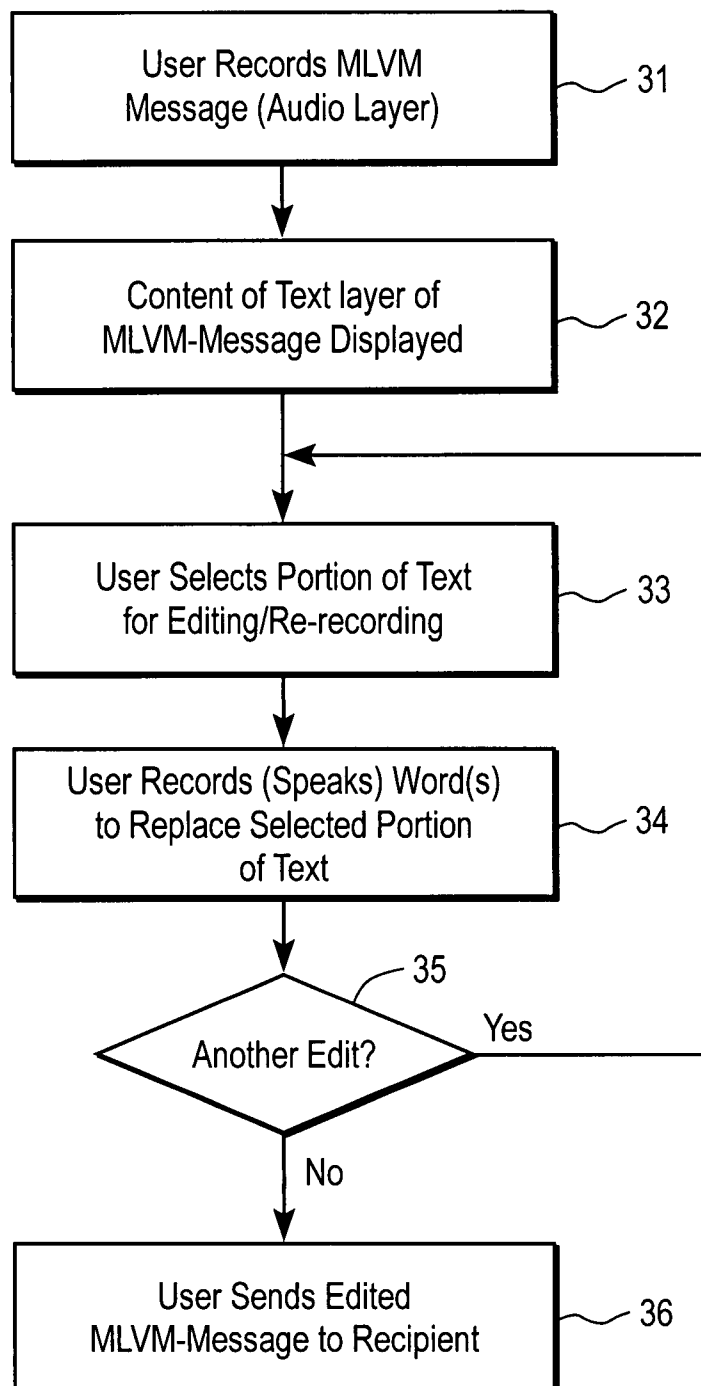 User Records MLVM
Message (Audio Layer)
31
Content of Text layer of
MLVM-Message Displayed
32
User Selects Portion of Text
for Editing/Re-recording
33
User Records (Speaks) Word(s)
to Replace Selected Portion
of Text
34
35
Another Edit?
Yes
No
User Sends Edited
MLVM-Message to Recipient
36